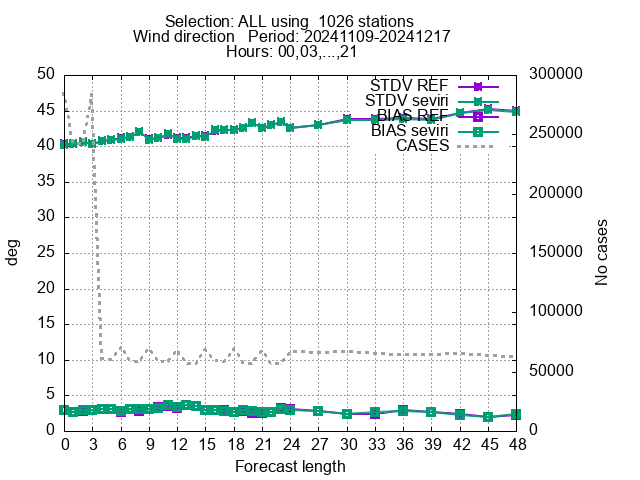 Selection: ALL using  1026 stations
Wind direction   Period: 20241109-20241217
Hours: 00,03,...,21
50
45
40
35
30
25
20
15
10
5
0
deg
300000
250000
200000
150000
100000
50000
0
No cases
STDV REF
STDV seviri
BIAS REF
BIAS seviri
CASES
0 3 6 9 12 15 18 21 24 27 30 33 36 39 42 45 48
Forecast length